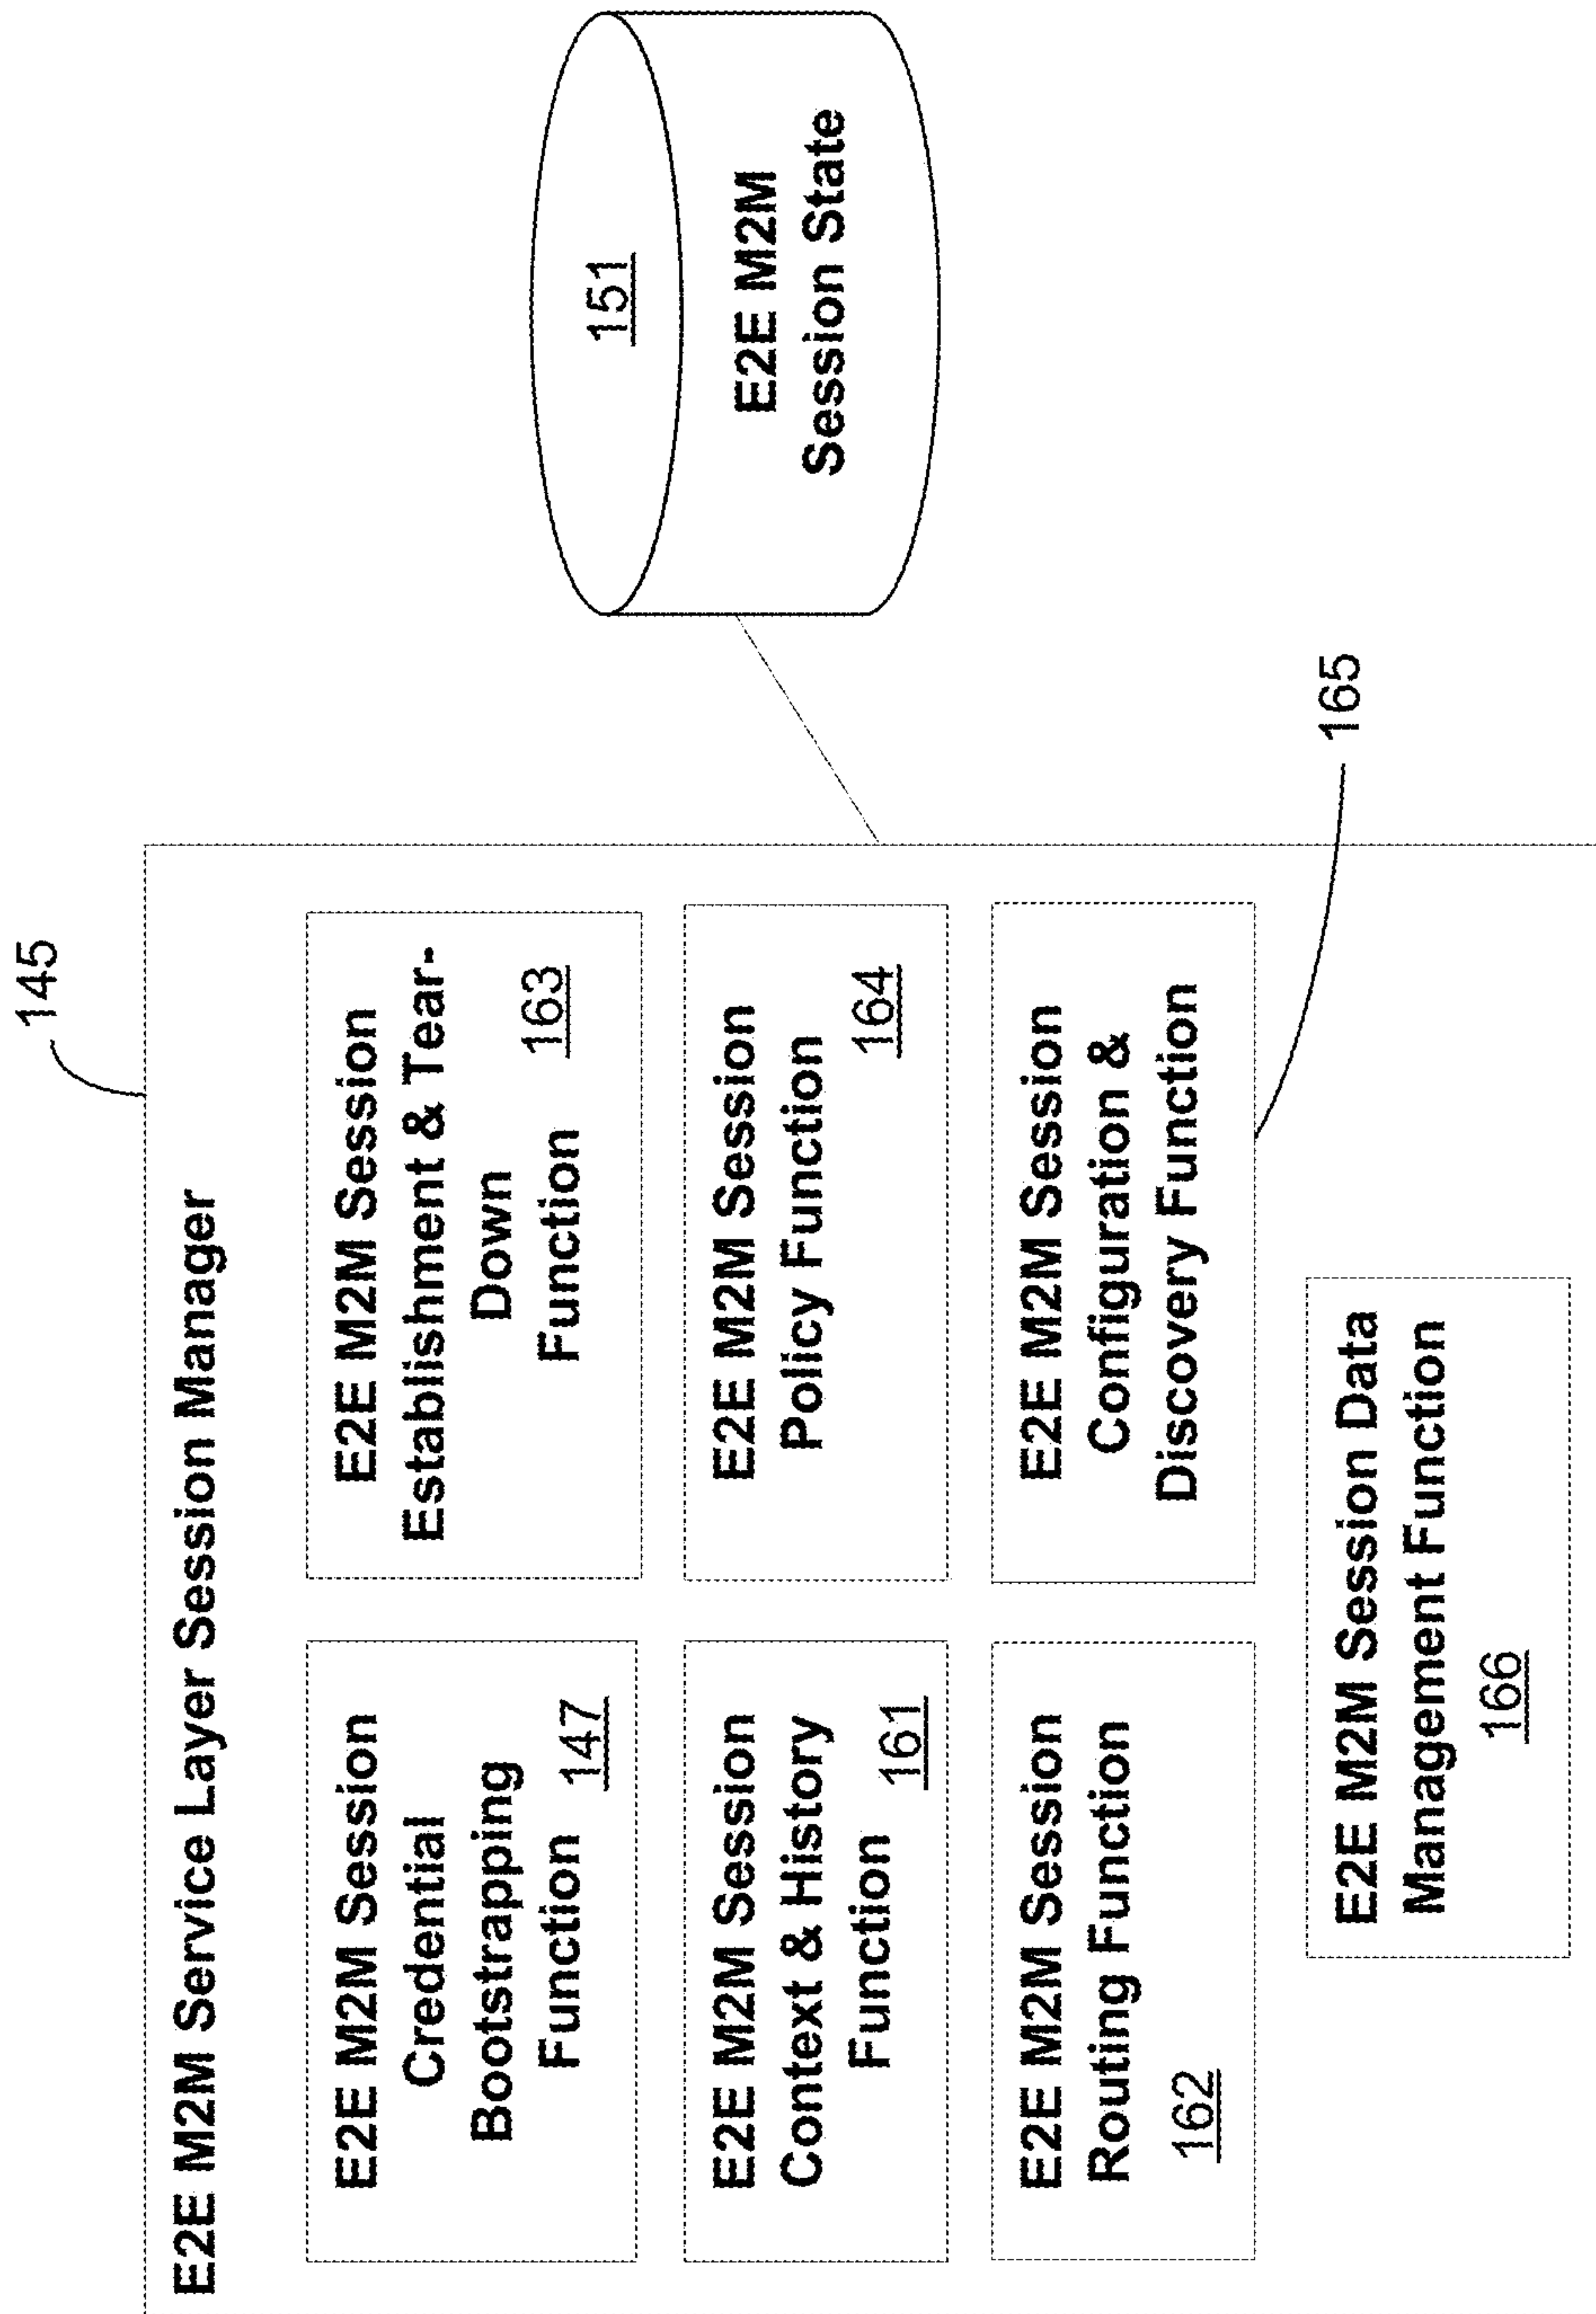 145
E2E M2M Service Layer Session Manager
E2E M2M Session
Credential
Bootstrapping
Function 147
E2E M2M Session
Establishment & Tear-
Down
Function 163
E2E M2M Session
Context & History
Function 161
E2E M2M Session
Policy Function
164
E2E M2M Session
Routing Function
162
E2E M2M Session
Configuration &
Discovery Function
165
E2E M2M Session Data
Management Function
166
151
E2E M2M
Session State